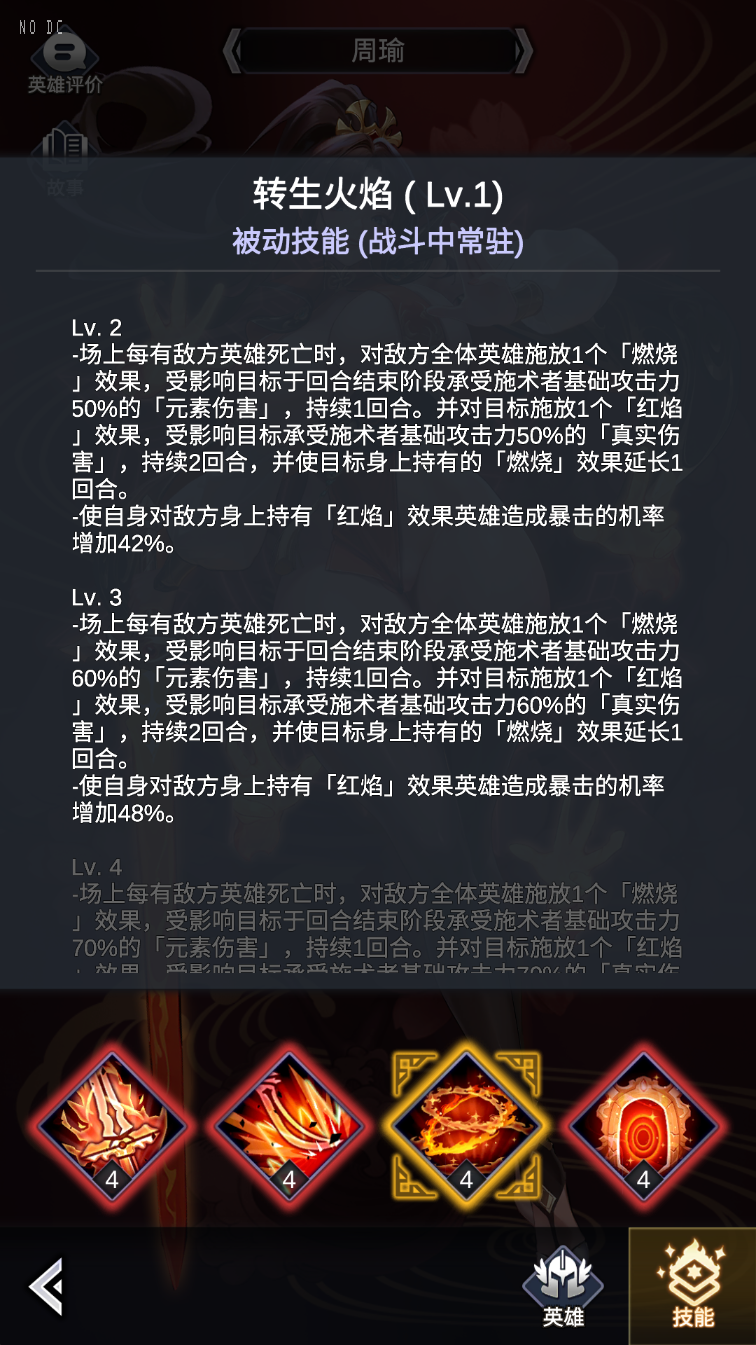 NO DC
周瑜
英雄评价
故事
转生火焰 ( Lv.1)
被动技能 (战斗中常驻)
Lv. 2
-场上每有敌方英雄死亡时，对敌方全体英雄施放1个「燃烧
」效果，受影响目标于回合结束阶段承受施术者基础攻击力
50%的「元素伤害」，持续1回合。并对目标施放1个「红焰
」效果，受影响目标承受施术者基础攻击力50%的「真实伤
害」，持续2回合，并使目标身上持有的「燃烧」效果延长1
回合。
-使自身对敌方身上持有「红焰」效果英雄造成暴击的机率
增加42%。
Lv. 3
-场上每有敌方英雄死亡时，对敌方全体英雄施放1个「燃烧
」效果，受影响目标于回合结束阶段承受施术者基础攻击力
60%的「元素伤害」，持续1回合。并对目标施放1个「红焰
」效果，受影响目标承受施术者基础攻击力60%的「真实伤
害」，持续2回合，并使目标身上持有的「燃烧」效果延长1
回合。
-使自身对敌方身上持有「红焰」效果英雄造成暴击的机率
增加48%。
Lv. 4
-场上每有敌方英雄死亡时，对敌方全体英雄施放1个「燃烧
」效果，受影响目标于回合结束阶段承受施术者基础攻击力
70%的「元素伤害」，持续1回合。并对目标施放1个「红焰
」效果，受影响目标承受施术者基础攻击力70%的「真实伤
4
4
4
4
英雄
技能